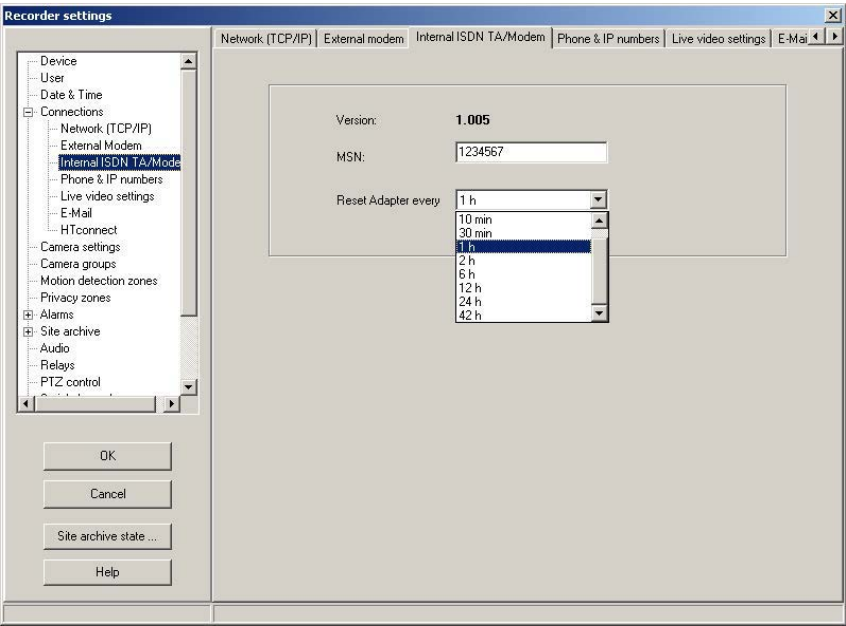 Recorder settings
Network (TCP/IP) External modem Internal ISDN TA/Modem Phone & IP numbers Live video settings E-Mai
Device
User
Date & Time
Connections
Network (TCP/IP)
External Modem
Internal ISDN TA/Mode
Phone & IP numbers
Live video settings
E-Mail
HTconnect
Camera settings
Camera groups
Motion detection zones
Privacy zones
Alarms
Site archive
Audio
Relays
PTZ control
OK
Cancel
Site archive state ...
Help
Version: 1.005
MSN: 1234567
Reset Adapter every 1 h
10 min
30 min
1 h
2 h
6 h
12 h
24 h
42 h